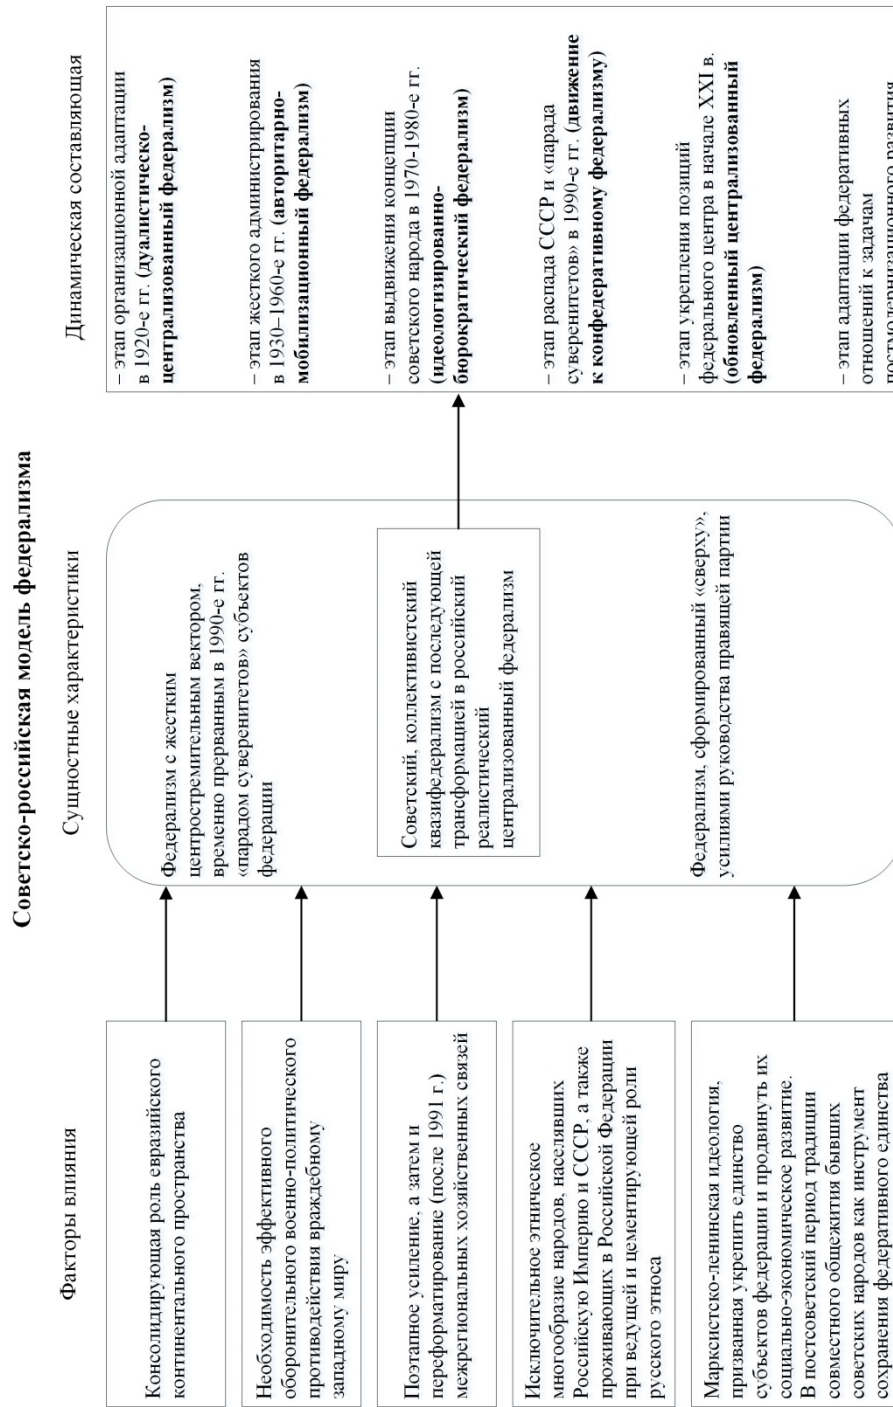 Советско-российская модель федерализма
Факторы влияния
Консолидирующая роль евразийского
континентального пространства
Необходимость эффективного
оборонительного военно-политического
противодействия враждебному
западному миру
Поэтапное усиление, а затем и
переформатирование (после 1991 г.)
межрегиональных хозяйственных связей
Исключительное этническое
многообразие народов, населявших
Российскую Империю и СССР, а также
проживающих в Российской Федерации
при ведущей и цементирующей роли
русского этноса
Марксистско-ленинская идеология,
призванная укрепить единство
субъектов федерации и продвинуть их
социально-экономическое развитие.
В постсоветский период традиции
совместного общежития бывших
советских народов как инструмент
сохранения федеративного единства
Сущностные характеристики
Федерализм с жестким
центростремительным вектором,
временно прерванным в 1990-е гг.
«парадом суверенитетов» субъектов
федерации
Советский, коллективистский
квазифедерализм с последующей
трансформацией в российский
реалистический
централизованный федерализм
Федерализм, сформированный «сверху»,
усилиями руководства правящей партии
Динамическая составляющая
– этап организационной адаптации
в 1920-е гг. (дуалистическо-
централизованный федерализм)
– этап жесткого администрирования
в 1930–1960-е гг. (авторитарно-
мобилизационный федерализм)
– этап выдвижения концепции
советского народа в 1970-1980-е гг.
(идеологизированно-
бюрократический федерализм)
– этап распада СССР и «парада
суверенитетов» в 1990-е гг. (движение
к конфедеративному федерализму)
– этап укрепления позиций
федерального центра в начале XXI в.
(обновленный централизованный
федерализм)
– этап адаптации федеративных
отношений к задачам
постмодернизационного развития